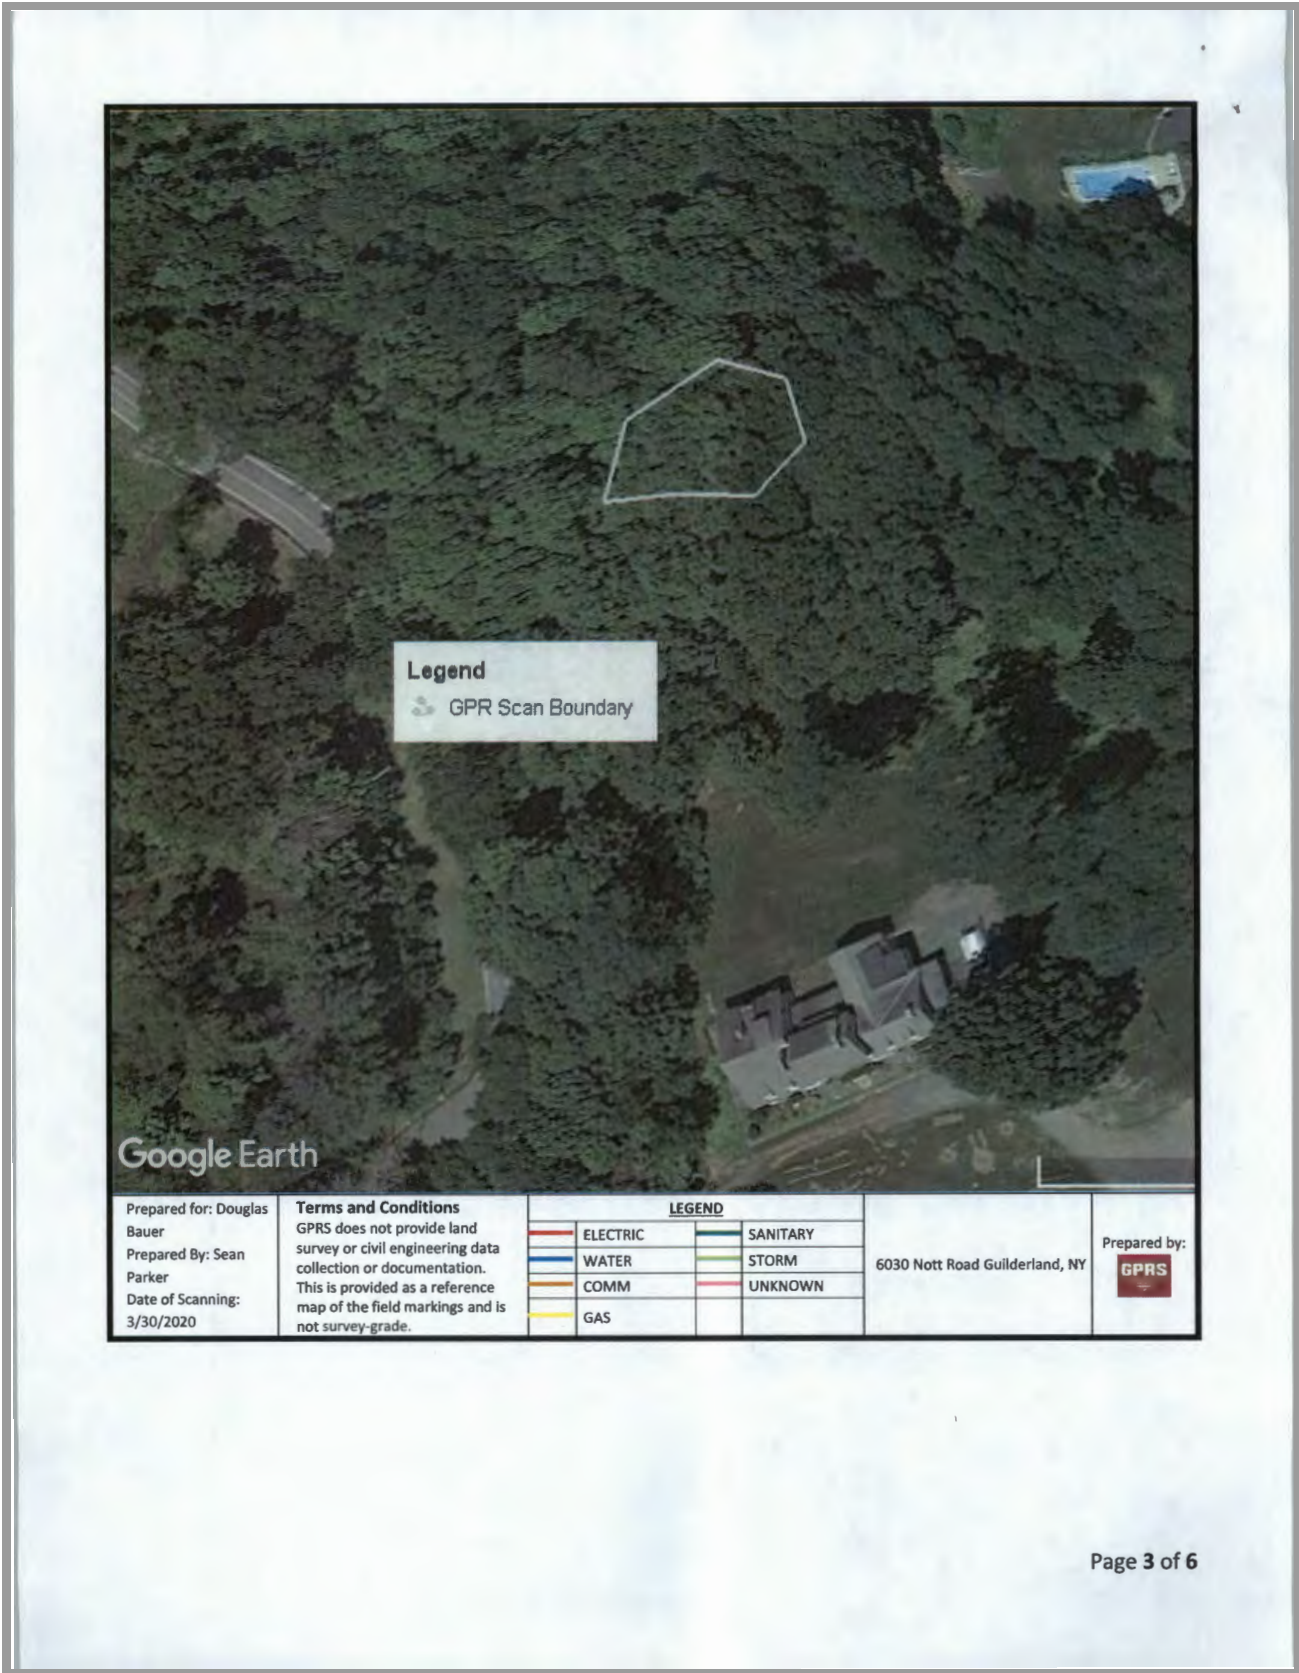 Legend
GPR Scan Boundary
Google Earth
Prepared for: Douglas
Bauer
Prepared By: Sean
Parker
Date of Scanning:
3/30/2020
Terms and Conditions
GPRS does not provide land
survey or civil engineering data
collection or documentation.
This is provided as a reference
map of the field markings and is
not survey-grade.
LEGEND
ELECTRIC
SANITARY
WATER
STORM
COMM
UNKNOWN
GAS
6030 Nott Road Guilderland, NY
Prepared by:
GPRS
Page 3 of 6